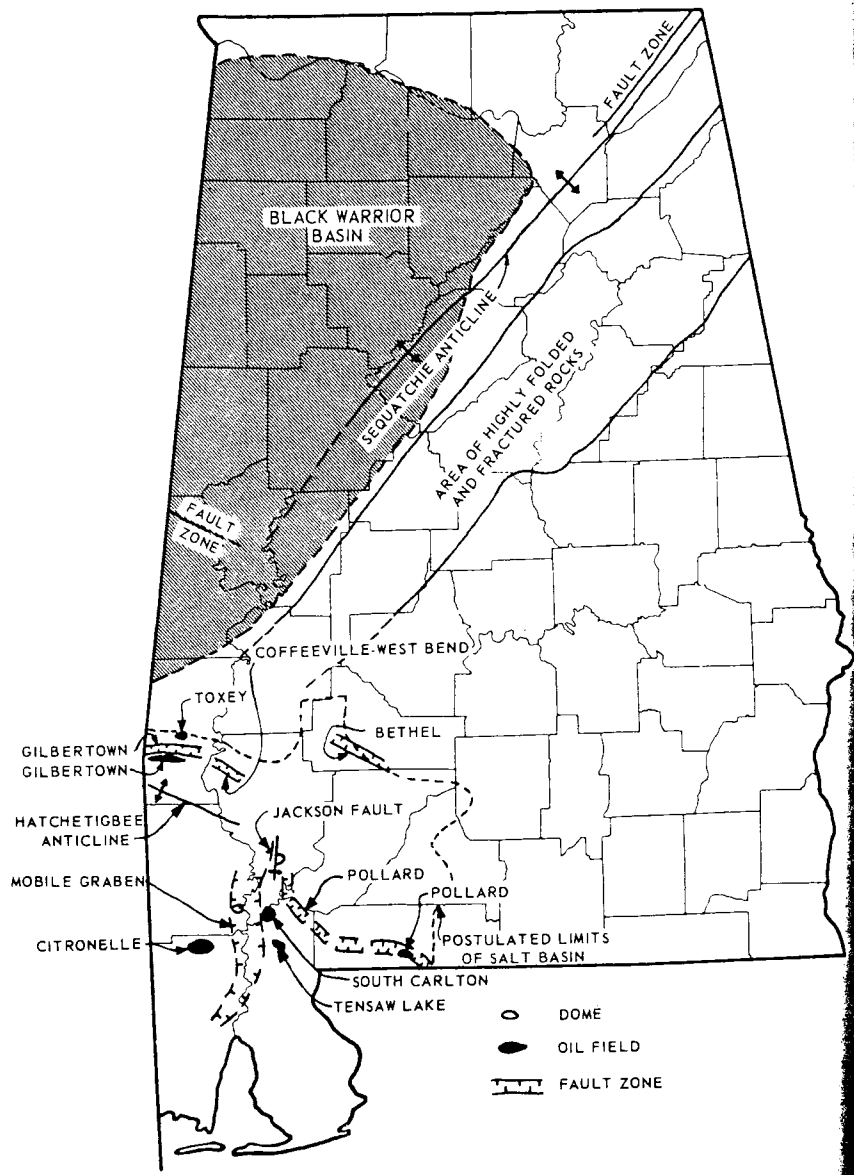 FAULT ZONE
BLACK WARRIOR
BASIN
SEQUATCHIE ANTICLINE
AREA OF HIGHLY FOLDED
AND FRACTURED ROCKS
FAULT
ZONE
COFFEEVILLE-WEST BEND
TOXEY
BETHEL
GILBERTOWN
GILBERTOWN
HATCHETIGBEE
ANTICLINE
JACKSON FAULT
MOBILE GRABEN
POLLARD
POLLARD
CITRONELLE
POSTULATED LIMITS
OF SALT BASIN
SOUTH CARLTON
TENSAW LAKE
DOME
OIL FIELD
FAULT ZONE